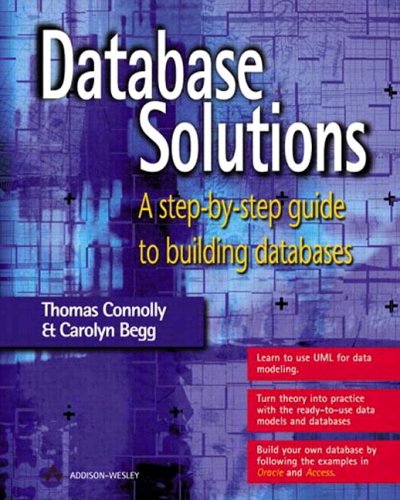 Database
Solutions
A step-by-step guide
to building databases
Thomas Connolly
& Carolyn Begg
Learn to use UML for data
modeling.
Turn theory into practice
with the ready-to-use data
models and databases
Build your own database by
following the examples in
Oracle and Access.
ADDISON-WESLEY